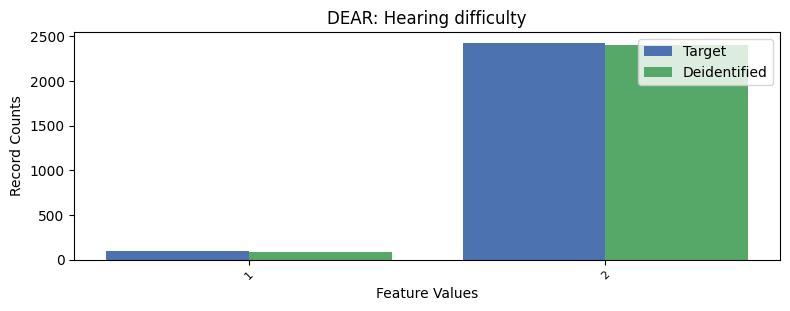 DEAR: Hearing difficulty
Record Counts
2500
2000
1500
1000
500
0
Target
Deidentified
1
2
Feature Values